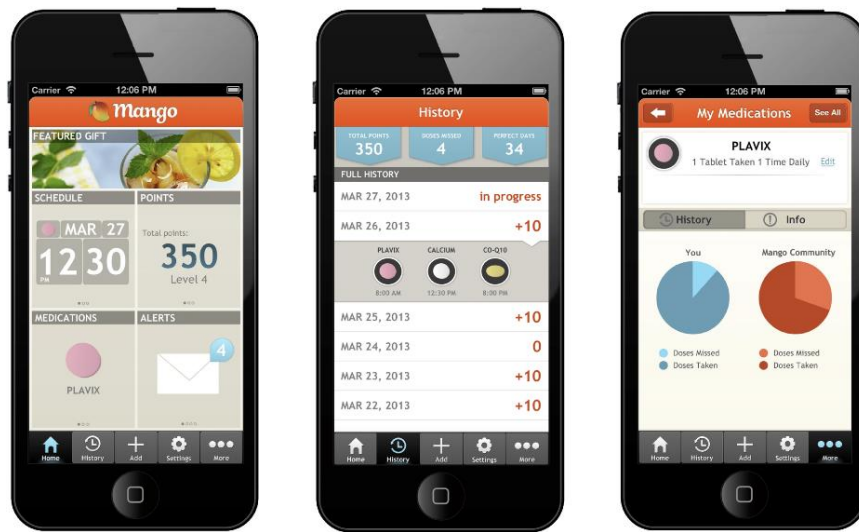 Carrier 12:06 PM
Mango
FEATURED GIFT
SCHEDULE POINTS
MAR 27
12 30
PM
Total points:
350
Level 4
MEDICATIONS ALERTS
PLAVIX
4
Home History Add Settings More
Carrier 12:06 PM
History
TOTAL POINTS DOSES MISSED PERFECT DAYS
350 4 34
FULL HISTORY
MAR 27, 2013 in progress
MAR 26, 2013 +10
PLAVIX CALCIUM CO-Q10
8:00 AM 12:30 PM 8:00 PM
MAR 25, 2013 +10
MAR 24, 2013 0
MAR 23, 2013 +10
MAR 22, 2013 +10
Home History Add Settings More
Carrier 12:06 PM
My Medications See All
PLAVIX
1 Tablet Taken 1 Time Daily Edit
History Info
You Mango Community
Doses Missed Doses Missed
Doses Taken Doses Taken
Home History Add Settings More